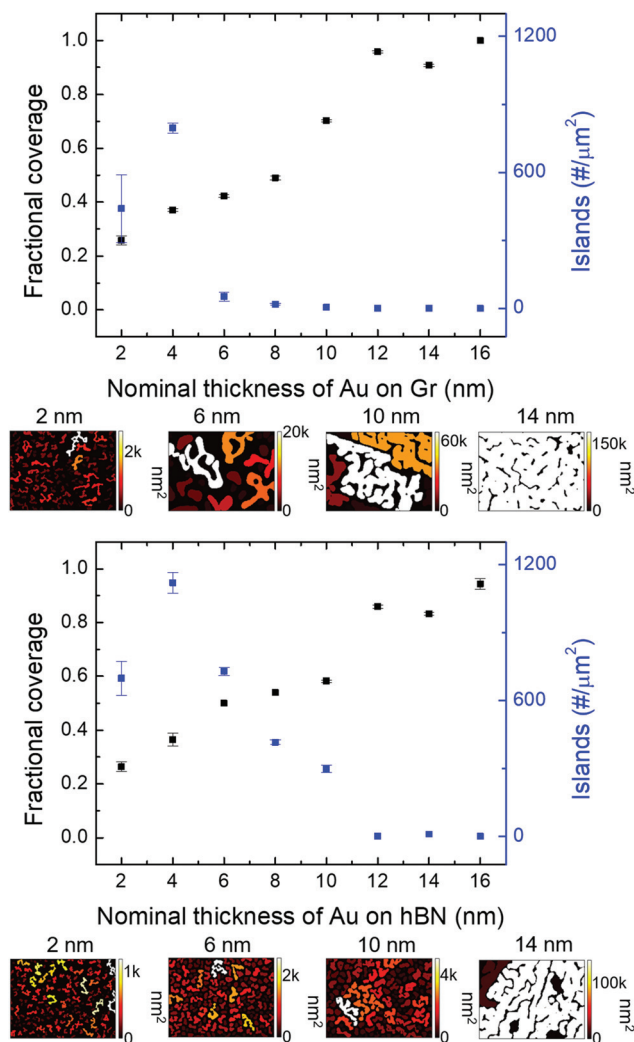 1.0
0.8
0.6
0.4
0.2
0.0
Fractional coverage
1200
600
0
Islands (#/μm²)
2 4 6 8 10 12 14 16
Nominal thickness of Au on Gr (nm)
2 nm 6 nm 10 nm 14 nm
2k
0
nm²
20k
0
nm²
60k
0
nm²
150k
0
nm²
1.0
0.8
0.6
0.4
0.2
0.0
Fractional coverage
1200
600
0
Islands (#/μm²)
2 4 6 8 10 12 14 16
Nominal thickness of Au on hBN (nm)
2 nm 6 nm 10 nm 14 nm
1k
0
nm²
2k
0
nm²
4k
0
nm²
100k
0
nm²